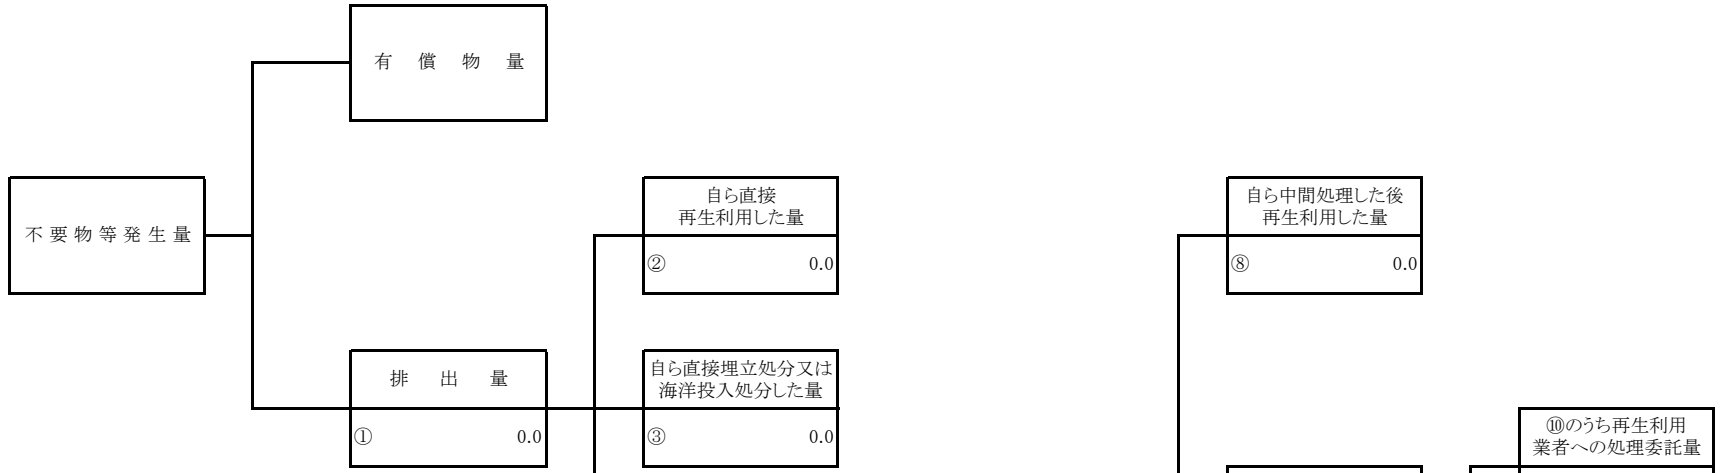 有償物量
不要物等発生量
自ら直接
再生利用した量
② 0.0
自ら中間処理した後
再生利用した量
⑧ 0.0
排出量
① 0.0
自ら直接埋立処分又は
海洋投入処分した量
③ 0.0
⑩のうち再生利用
業者への処理委託量